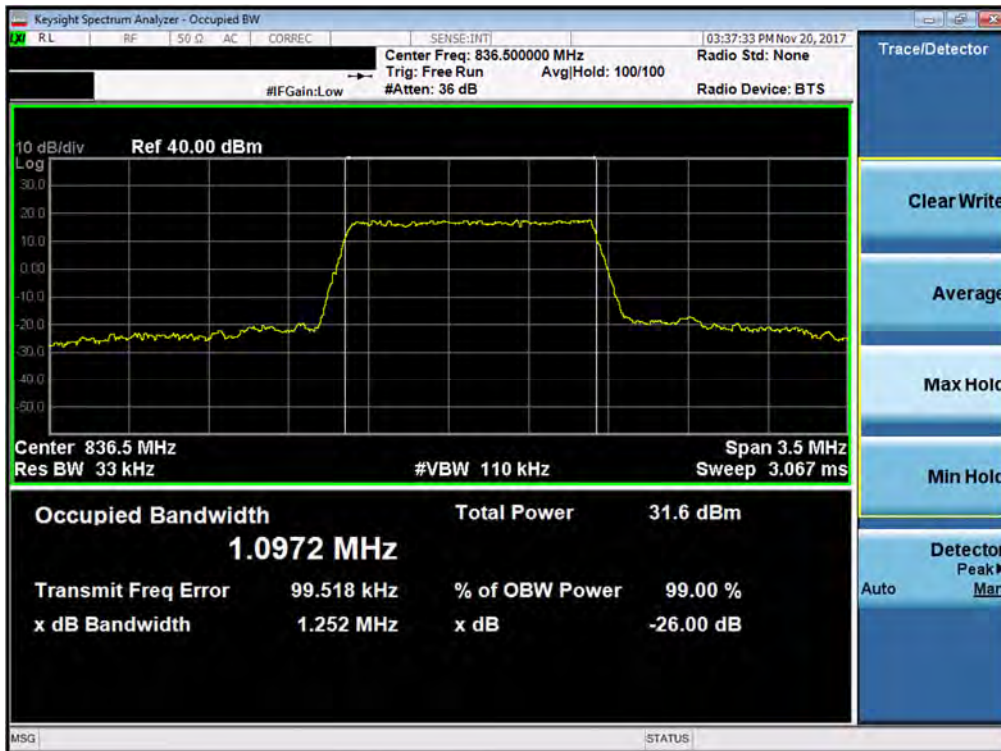 Keysight Spectrum Analyzer - Occupied BW
LXI RL RF 50 Ω AC CORREC SENSE:INT 03:37:33 PM Nov 20, 2017
Center Freq: 836.500000 MHz Radio Std: None
Trig: Free Run Avg|Hold: 100/100
#IFGain:Low #Atten: 36 dB Radio Device: BTS
10 dB/div Ref 40.00 dBm
Log
30.0
20.0
10.0
0.00
-10.0
-20.0
-30.0
-40.0
-50.0
Center 836.5 MHz Span 3.5 MHz
Res BW 33 kHz #VBW 110 kHz Sweep 3.067 ms
Occupied Bandwidth Total Power 31.6 dBm
1.0972 MHz
Transmit Freq Error 99.518 kHz % of OBW Power 99.00 %
x dB Bandwidth 1.252 MHz x dB -26.00 dB
MSG STATUS
Trace/Detector
Clear Write
Average
Max Hold
Min Hold
Detector
Peak
Auto Man